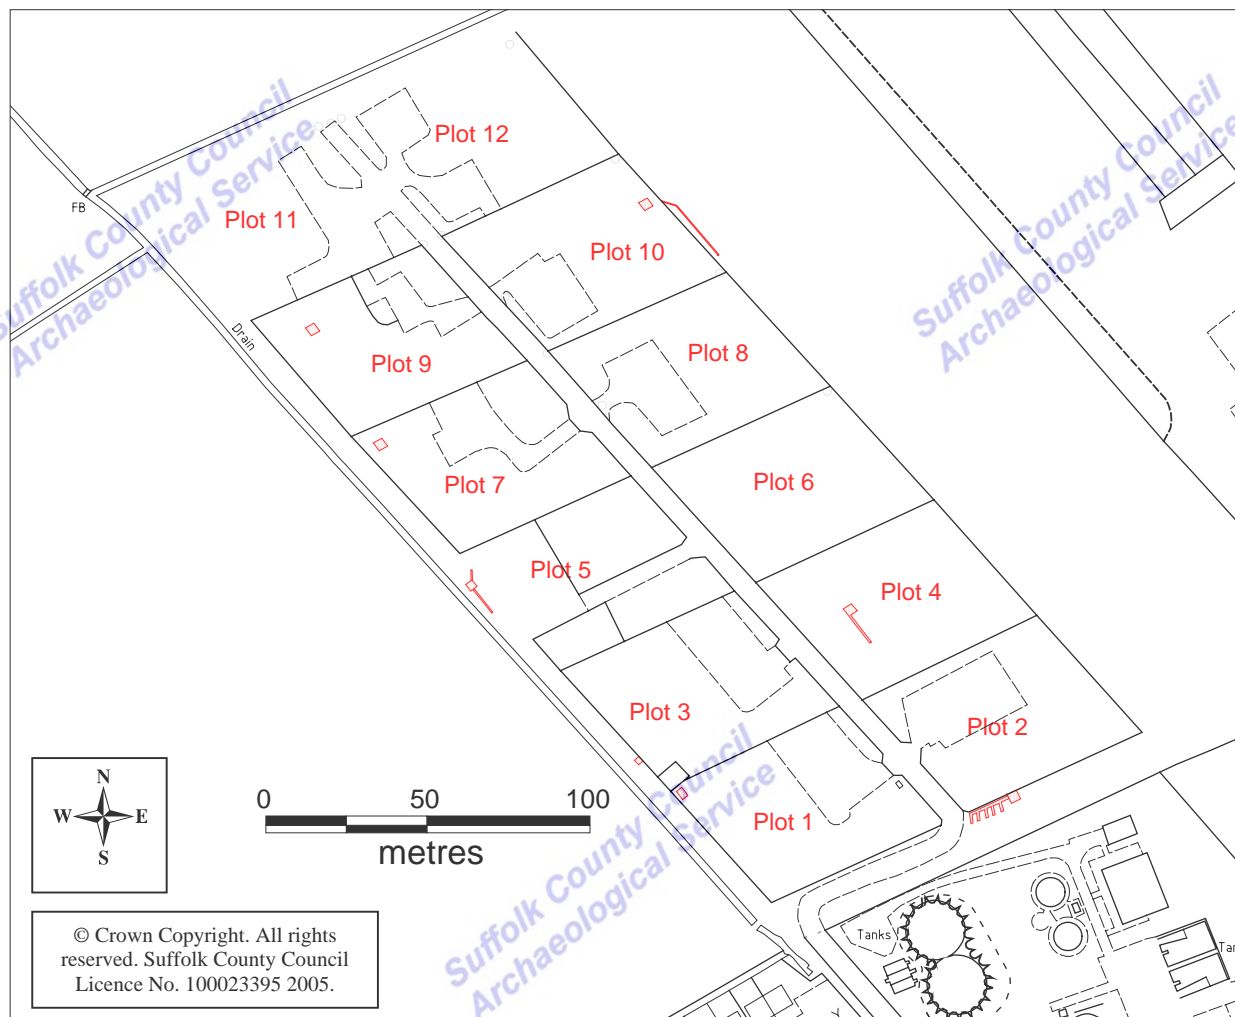 Plot 12
Plot 11
FB
Plot 10
Drain
Plot 8
Plot 9
Plot 7
Plot 6
Plot 5
Plot 4
Plot 3
Plot 2
Plot 1
N
W E
S
0 50 100
metres
© Crown Copyright. All rights
reserved. Suffolk County Council
Licence No. 100023395 2005.
Tanks
Suffolk County Council
Archaeological Service
Suffolk County Council
Archaeological Service
Suffolk County Council
Archaeological Service